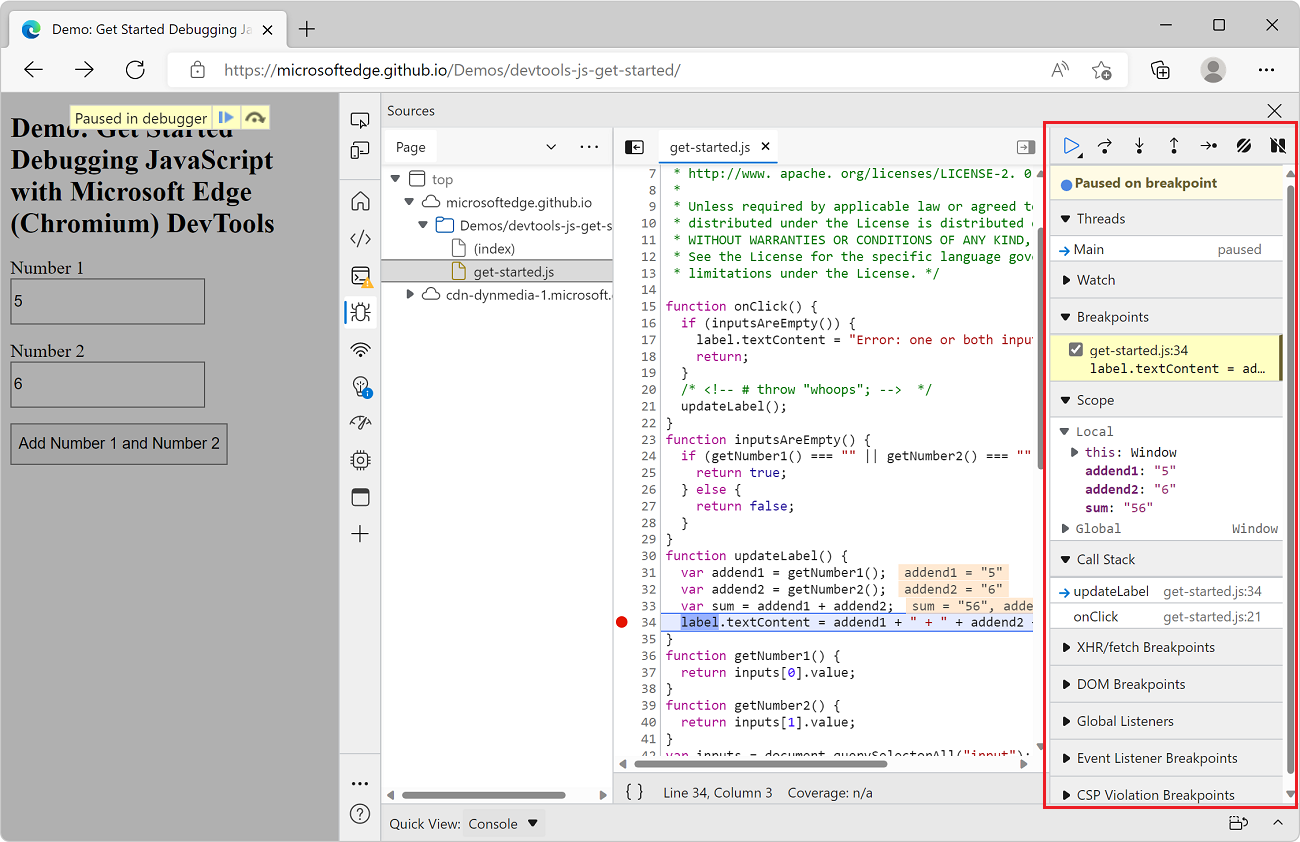 Demo: Get Started Debugging Ja
https://microsoftedge.github.io/Demos/devtools-js-get-started/
Paused in debugger
Demo: Get Started
Debugging JavaScript
with Microsoft Edge
(Chromium) DevTools
Number 1
5
Number 2
6
Add Number 1 and Number 2
Sources
Page
top
microsoftedge.github.io
Demos/devtools-js-get-s
(index)
get-started.js
cdn-dynmedia-1.microsoft.
get-started.js
7 * http://www. apache. org/licenses/LICENSE-2. 0
8 *
9 * Unless required by applicable law or agreed to
10 * distributed under the License is distributed
11 * WITHOUT WARRANTIES OR CONDITIONS OF ANY KIND,
12 * See the License for the specific language gov
13 * limitations under the License. */
14
15 function onClick() {
16 if (inputsAreEmpty()) {
17 label.textContent = "Error: one or both inpu
18 return;
19 }
20 /* <!-- # throw "whoops"; --> */
21 updateLabel();
22 }
23 function inputsAreEmpty() {
24 if (getNumber1() === "" || getNumber2() === ""
25 return true;
26 } else {
27 return false;
28 }
29 }
30 function updateLabel() {
31 var addend1 = getNumber1(); addend1 = "5"
32 var addend2 = getNumber2(); addend2 = "6"
33 var sum = addend1 + addend2; sum = "56", adde
34 label.textContent = addend1 + " + " + addend2
35 }
36 function getNumber1() {
37 return inputs[0].value;
38 }
39 function getNumber2() {
40 return inputs[1].value;
41 }
42 var inputs = document.querySelectorAll("input");
{ } Line 34, Column 3 Coverage: n/a
Paused on breakpoint
Threads
Main paused
Watch
Breakpoints
get-started.js:34
label.textContent = ad…
Scope
Local
this: Window
addend1: "5"
addend2: "6"
sum: "56"
Global Window
Call Stack
updateLabel get-started.js:34
onClick get-started.js:21
XHR/fetch Breakpoints
DOM Breakpoints
Global Listeners
Event Listener Breakpoints
CSP Violation Breakpoints
Quick View: Console